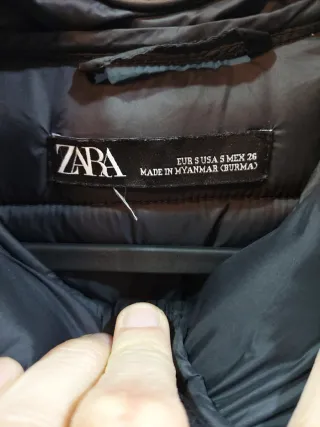 ZARA
EUR S USA S MEX 26
MADE IN MYANMAR (BURMA)